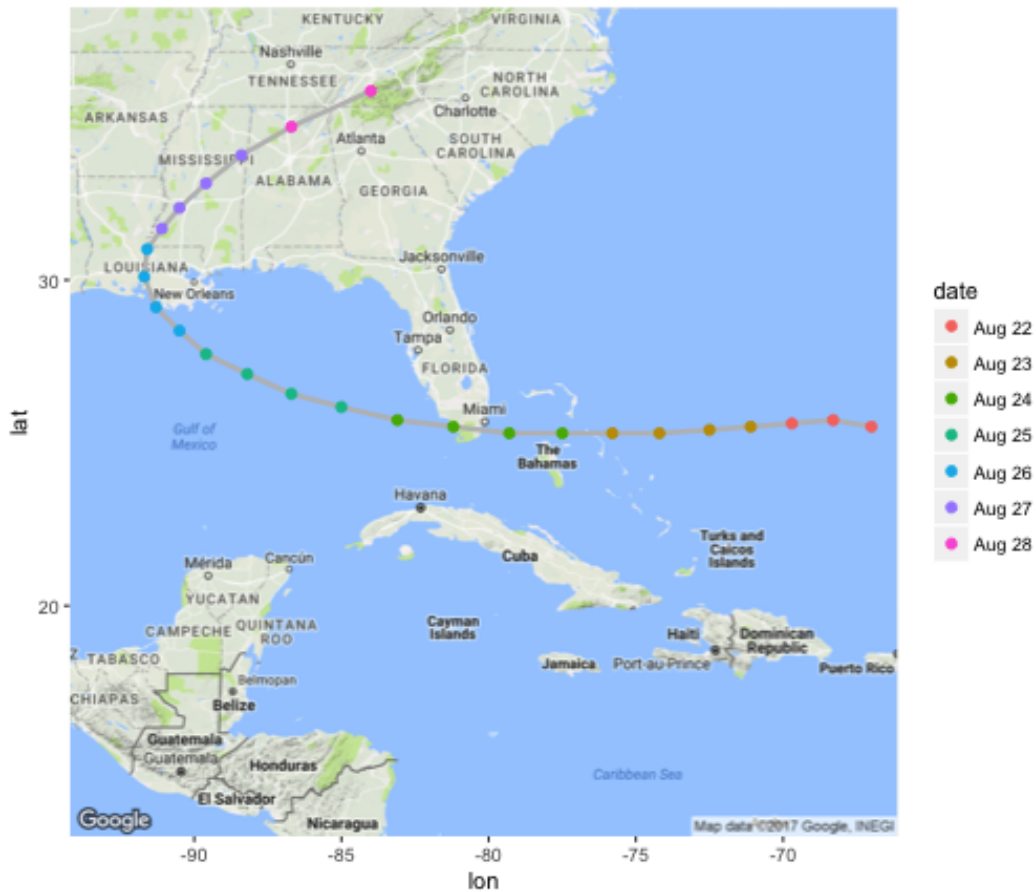 KENTUCKY
VIRGINIA
Nashville
TENNESSEE
NORTH
CAROLINA
ARKANSAS
Charlotte
Atlanta
SOUTH
CAROLINA
MISSISSIPPI
ALABAMA
GEORGIA
Jacksonville
LOUISIANA
New Orleans
30
Orlando
Tampa
FLORIDA
Miami
Gulf of
Mexico
The
Bahamas
Havana
Turks and
Caicos
Islands
Cuba
Mérida
Cancún
YUCATAN
20
CAMPECHE
QUINTANA
ROO
Cayman
Islands
Haiti
Dominican
Republic
TABASCO
Jamaica
Port-au-Prince
Puerto Rico
Belmopan
CHIAPAS
Belize
Guatemala
Guatemala
Honduras
Caribbean Sea
El Salvador
Nicaragua
Google
Map data ©2017 Google, INEGI
-90
-85
-80
-75
-70
lon
lat
date
Aug 22
Aug 23
Aug 24
Aug 25
Aug 26
Aug 27
Aug 28